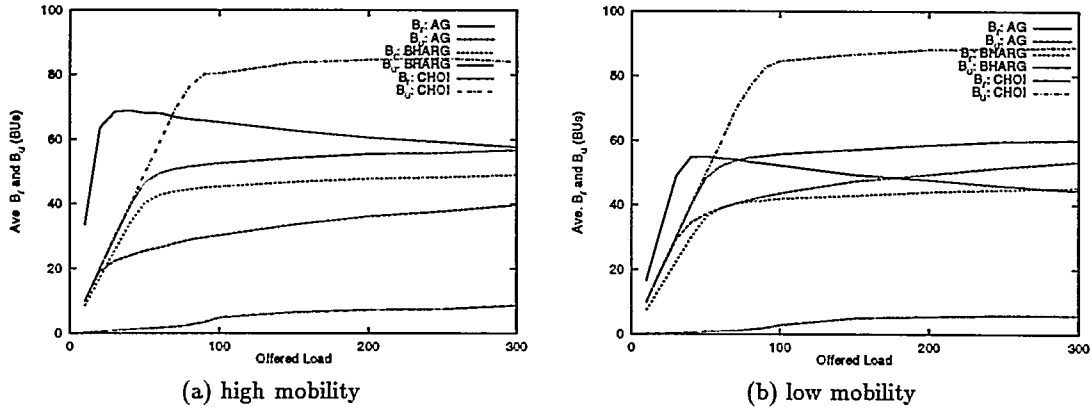 100
80
60
40
20
0
0
100
200
300
Ave. B_r and B_u (BUs)
Offered Load
B_r: AG
B_u: AG
B_r: BHARG
B_u: BHARG
B_r: CHOI
B_u: CHOI
(a) high mobility
100
80
60
40
20
0
0
100
200
300
Ave. B_r and B_u (BUs)
Offered Load
B_r: AG
B_u: AG
B_r: BHARG
B_u: BHARG
B_r: CHOI
B_u: CHOI
(b) low mobility